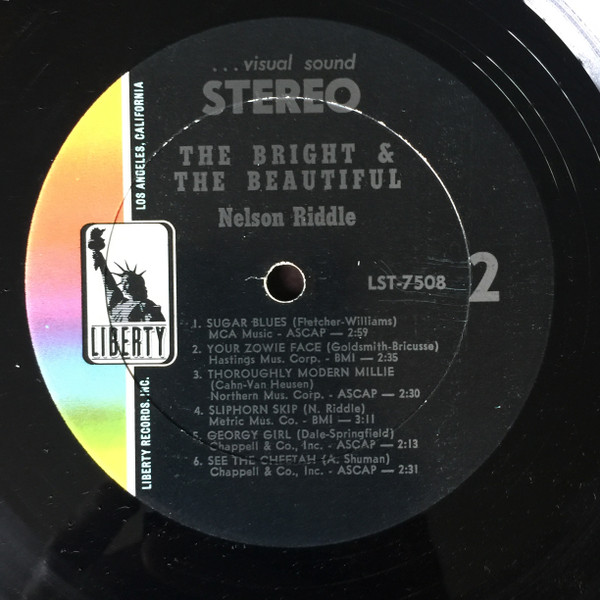 ...visual sound
STEREO
THE BRIGHT &
THE BEAUTIFUL
Nelson Riddle
LST-7508
2
LOS ANGELES, CALIFORNIA
LIBERTY
LIBERTY RECORDS, INC.
1. SUGAR BLUES (Fletcher-Williams)
MCA Music - ASCAP — 2:59
2. YOUR ZOWIE FACE (Goldsmith-Bricusse)
Hastings Mus. Corp. - BMI — 2:35
3. THOROUGHLY MODERN MILLIE
(Cahn-Van Heusen)
Northern Mus. Corp. - ASCAP — 2:30
4. SLIPHORN SKIP (N. Riddle)
Metric Mus. Co. - BMI — 3:11
5. GEORGY GIRL (Dale-Springfield)
Chappell & Co., Inc. - ASCAP — 2:13
6. SEE THE CHEETAH (A. Shuman)
Chappell & Co., Inc. - ASCAP — 2:31